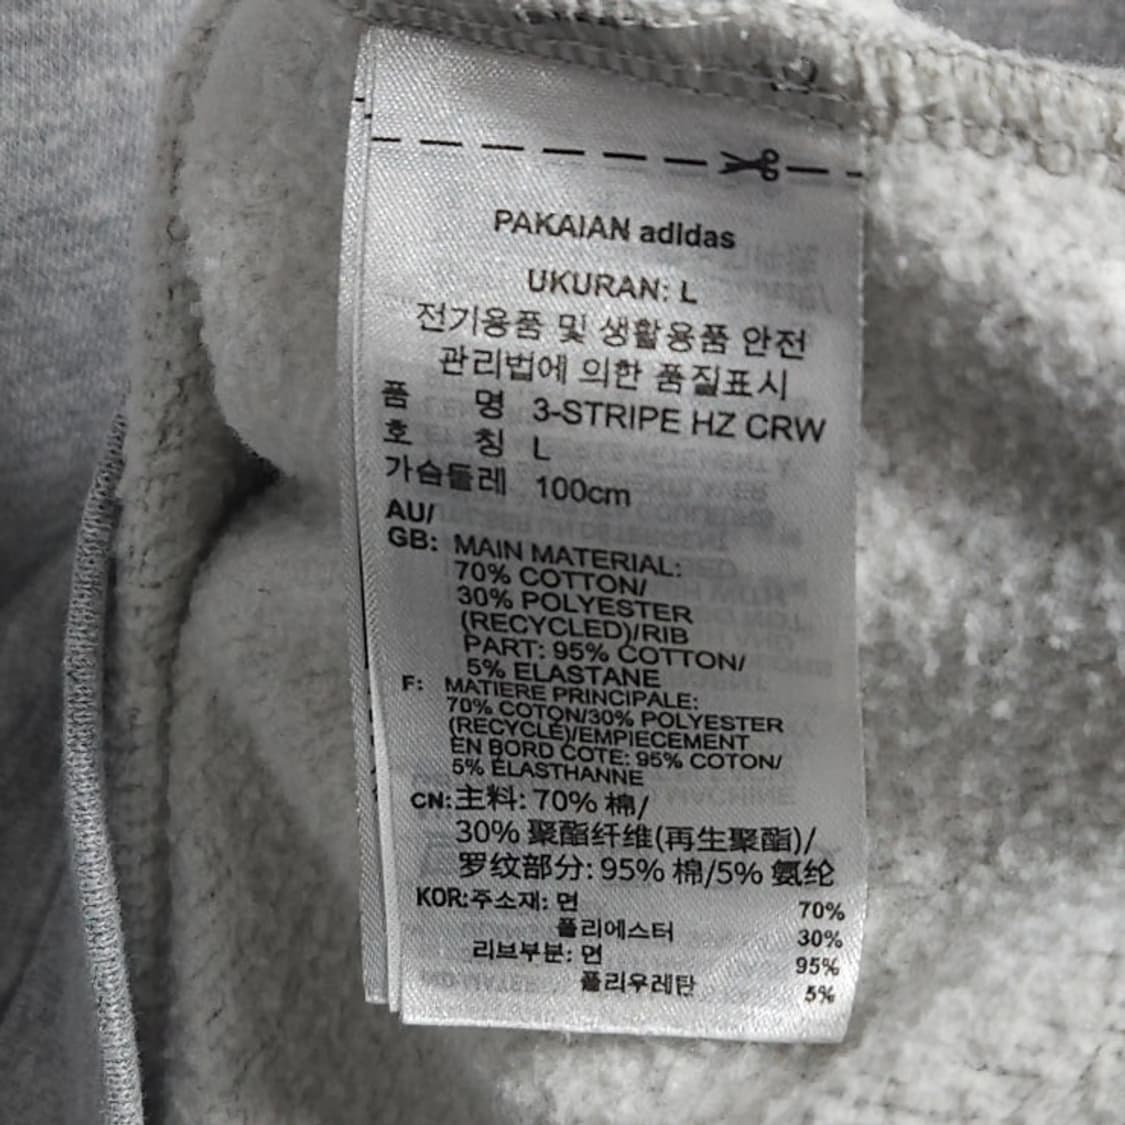 PAKAIAN adidas
UKURAN: L
전기용품 및 생활용품 안전
관리법에 의한 품질표시
품 명 3-STRIPE HZ CRW
호 칭 L
가슴둘레 100cm
AU/
GB: MAIN MATERIAL:
70% COTTON/
30% POLYESTER
(RECYCLED)/RIB
PART: 95% COTTON/
5% ELASTANE
F: MATIERE PRINCIPALE:
70% COTON/30% POLYESTER
(RECYCLE)/EMPIECEMENT
EN BORD COTE: 95% COTON/
5% ELASTHANNE
CN:主料: 70% 棉/
30% 聚酯纤维(再生聚酯)/
罗纹部分: 95% 棉/5% 氨纶
KOR:주소재: 면 70%
폴리에스터 30%
리브부분: 면 95%
폴리우레탄 5%